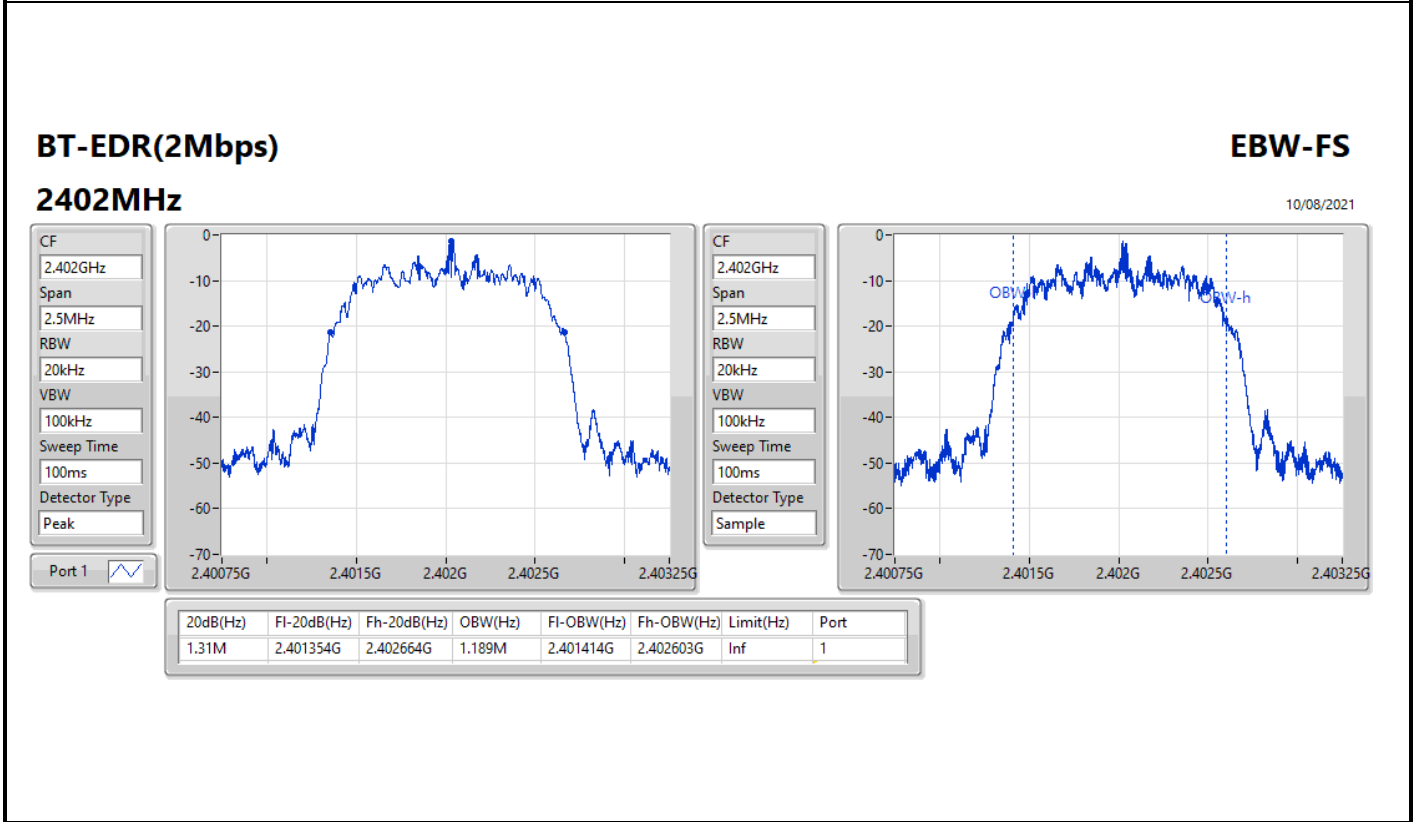 BT-EDR(2Mbps)
EBW-FS
2402MHz
10/08/2021
CF
2.402GHz
Span
2.5MHz
RBW
20kHz
VBW
100kHz
Sweep Time
100ms
Detector Type
Peak
Port 1
0
-10
-20
-30
-40
-50
-60
-70
2.40075G 2.4015G 2.402G 2.4025G 2.40325G
CF
2.402GHz
Span
2.5MHz
RBW
20kHz
VBW
100kHz
Sweep Time
100ms
Detector Type
Sample
0
-10
-20
-30
-40
-50
-60
-70
OBW
OBW-h
2.40075G 2.4015G 2.402G 2.4025G 2.40325G
20dB(Hz) Fl-20dB(Hz) Fh-20dB(Hz) OBW(Hz) Fl-OBW(Hz) Fh-OBW(Hz) Limit(Hz) Port
1.31M 2.401354G 2.402664G 1.189M 2.401414G 2.402603G Inf 1